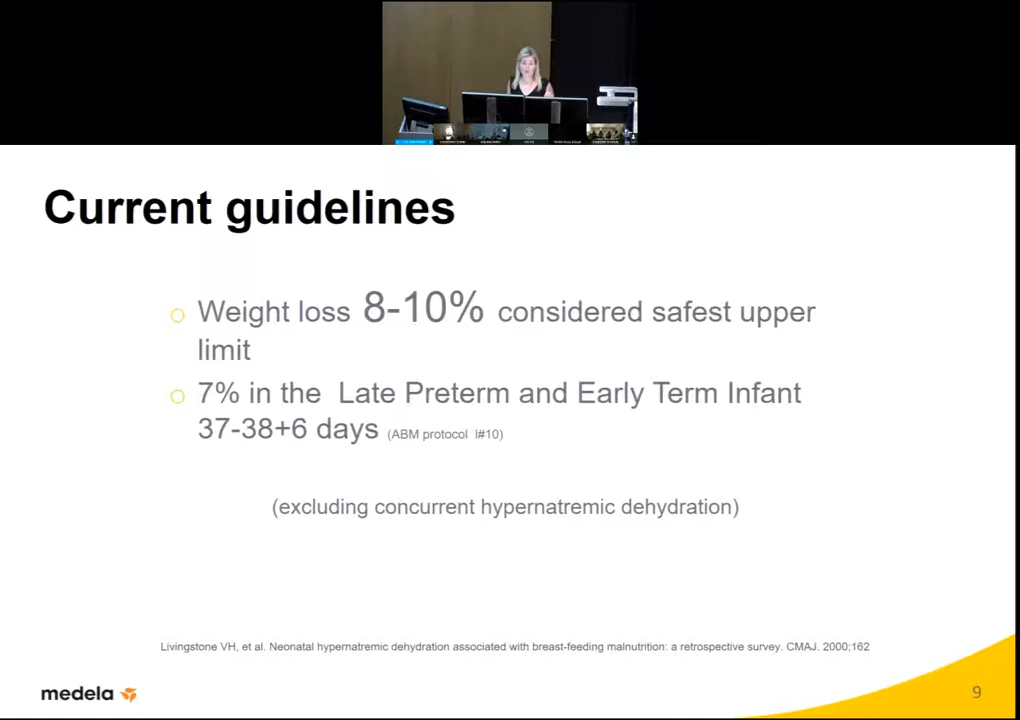 Current guidelines
Weight loss 8-10% considered safest upper
limit
7% in the Late Preterm and Early Term Infant
37-38+6 days (ABM protocol I#10)
(excluding concurrent hypernatremic dehydration)
Livingstone VH, et al. Neonatal hypernatremic dehydration associated with breast-feeding malnutrition: a retrospective survey. CMAJ. 2000;162
medela
9